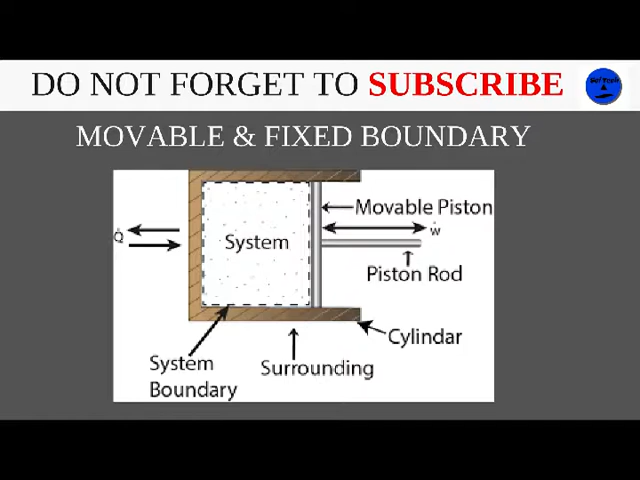 DO NOT FORGET TO SUBSCRIBE
MOVABLE & FIXED BOUNDARY
Movable Piston
Q
System
W
Piston Rod
Cylindar
System
Boundary
Surrounding